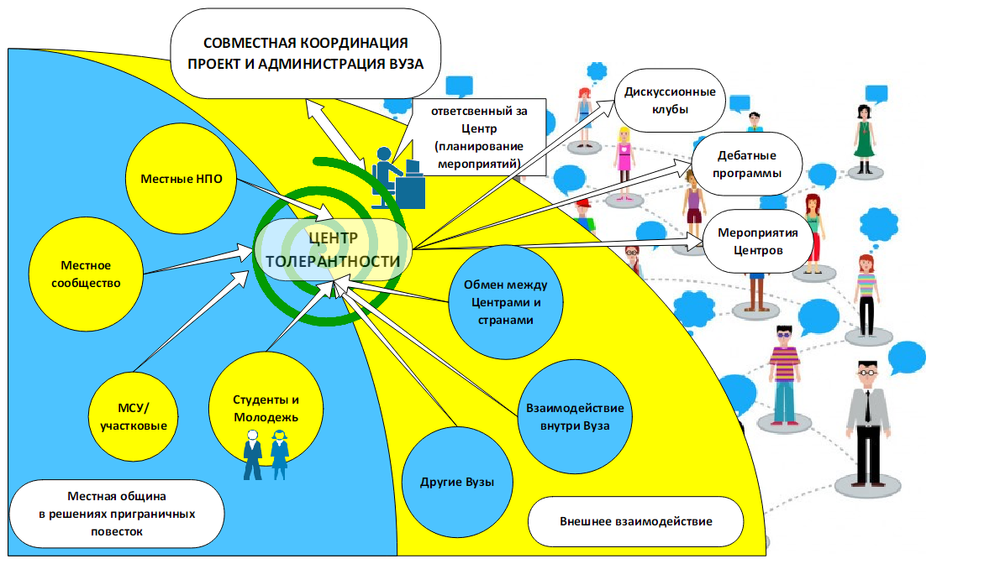 СОВМЕСТНАЯ КООРДИНАЦИЯ
ПРОЕКТ И АДМИНИСТРАЦИЯ ВУЗА
ответсвенный за
Центр
(планирование
мероприятий)
Дискуссионные
клубы
Дебатные
программы
Мероприятия
Центров
Местные НПО
ЦЕНТР
ТОЛЕРАНТНОСТИ
Местное
сообщество
Обмен между
Центрами и
странами
МСУ/
участковые
Студенты и
Молодежь
Взаимодействие
внутри Вуза
Другие Вузы
Местная община
в решениях приграничных
повесток
Внешнее взаимодействие